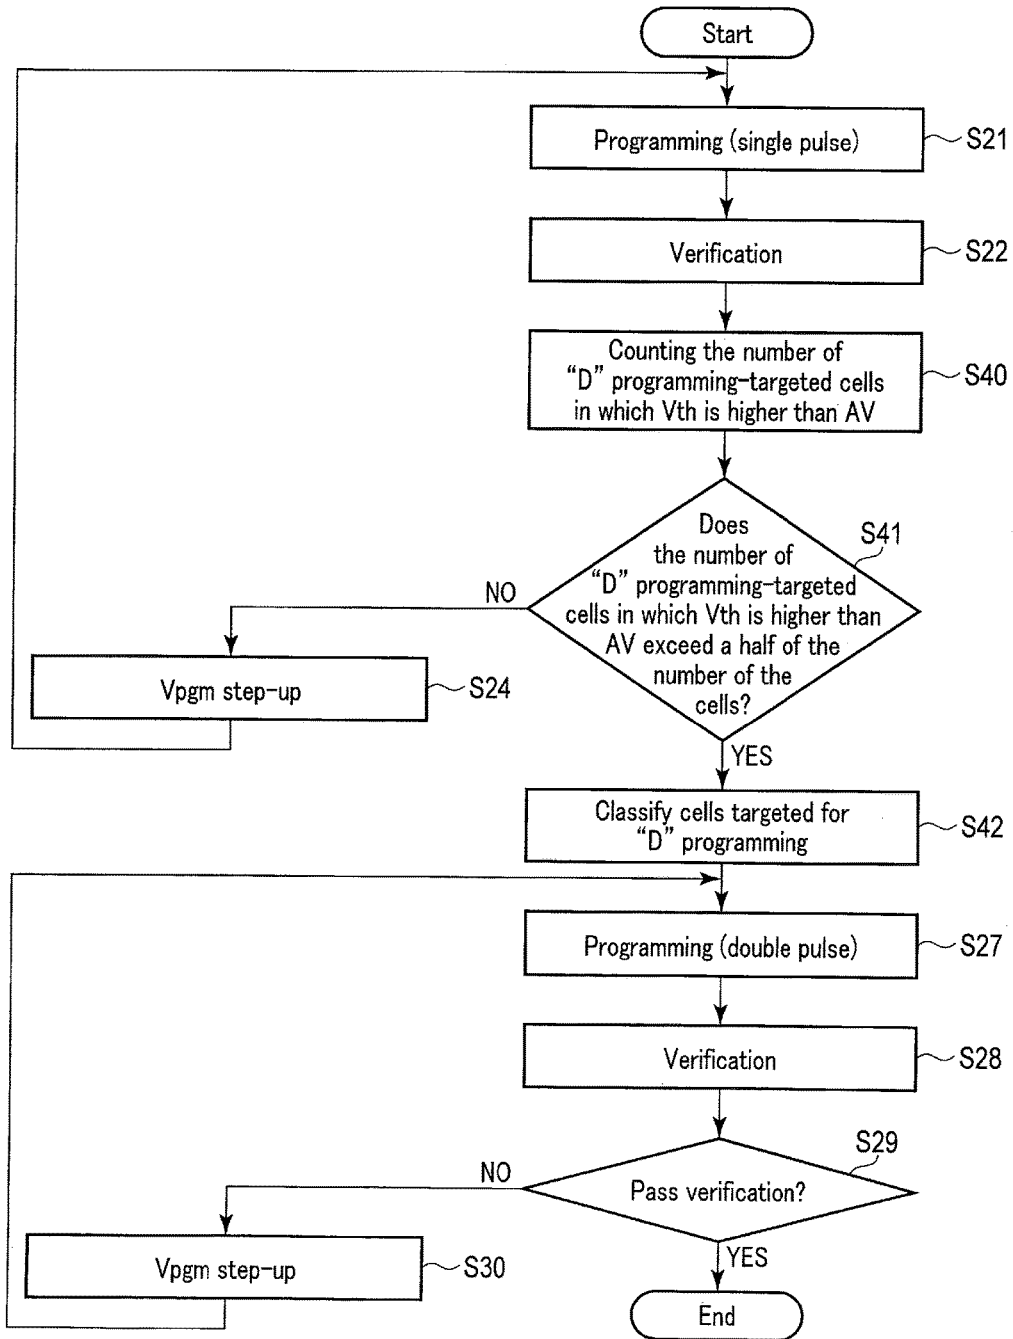 Start
Programming (single pulse)
S21
Verification
S22
Counting the number of
“D” programming-targeted cells
in which Vth is higher than AV
S40
Does
the number of
“D” programming-targeted
cells in which Vth is higher than
AV exceed a half of the
number of the
cells?
S41
NO
Vpgm step-up
S24
YES
Classify cells targeted for
“D” programming
S42
Programming (double pulse)
S27
Verification
S28
Pass verification?
S29
NO
Vpgm step-up
S30
YES
End